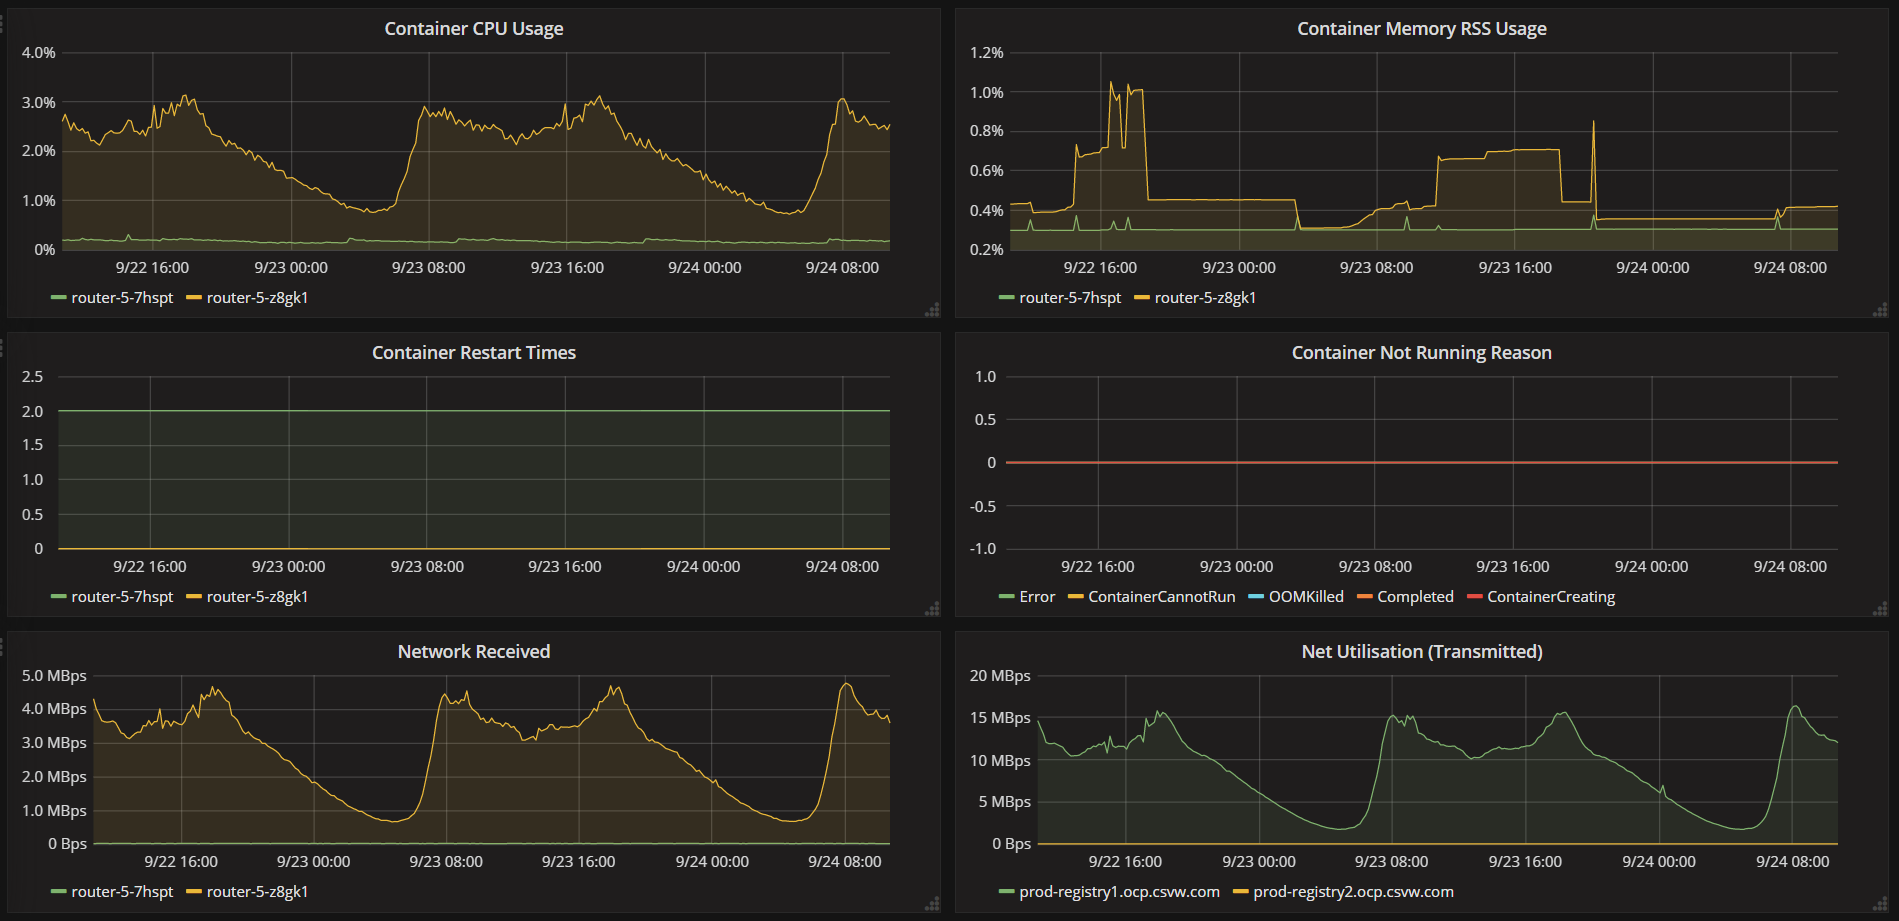 Container CPU Usage
4.0%
3.0%
2.0%
1.0%
0%
9/22 16:00 9/23 00:00 9/23 08:00 9/23 16:00 9/24 00:00 9/24 08:00
router-5-7hspt router-5-z8gk1
Container Memory RSS Usage
1.2%
1.0%
0.8%
0.6%
0.4%
0.2%
9/22 16:00 9/23 00:00 9/23 08:00 9/23 16:00 9/24 00:00 9/24 08:00
router-5-7hspt router-5-z8gk1
Container Restart Times
2.5
2.0
1.5
1.0
0.5
0
9/22 16:00 9/23 00:00 9/23 08:00 9/23 16:00 9/24 00:00 9/24 08:00
router-5-7hspt router-5-z8gk1
Container Not Running Reason
1.0
0.5
0
-0.5
-1.0
9/22 16:00 9/23 00:00 9/23 08:00 9/23 16:00 9/24 00:00 9/24 08:00
Error ContainerCannotRun OOMKilled Completed ContainerCreating
Network Received
5.0 MBps
4.0 MBps
3.0 MBps
2.0 MBps
1.0 MBps
0 Bps
9/22 16:00 9/23 00:00 9/23 08:00 9/23 16:00 9/24 00:00 9/24 08:00
router-5-7hspt router-5-z8gk1
Net Utilisation (Transmitted)
20 MBps
15 MBps
10 MBps
5 MBps
0 Bps
9/22 16:00 9/23 00:00 9/23 08:00 9/23 16:00 9/24 00:00 9/24 08:00
prod-registry1.ocp.csvw.com prod-registry2.ocp.csvw.com